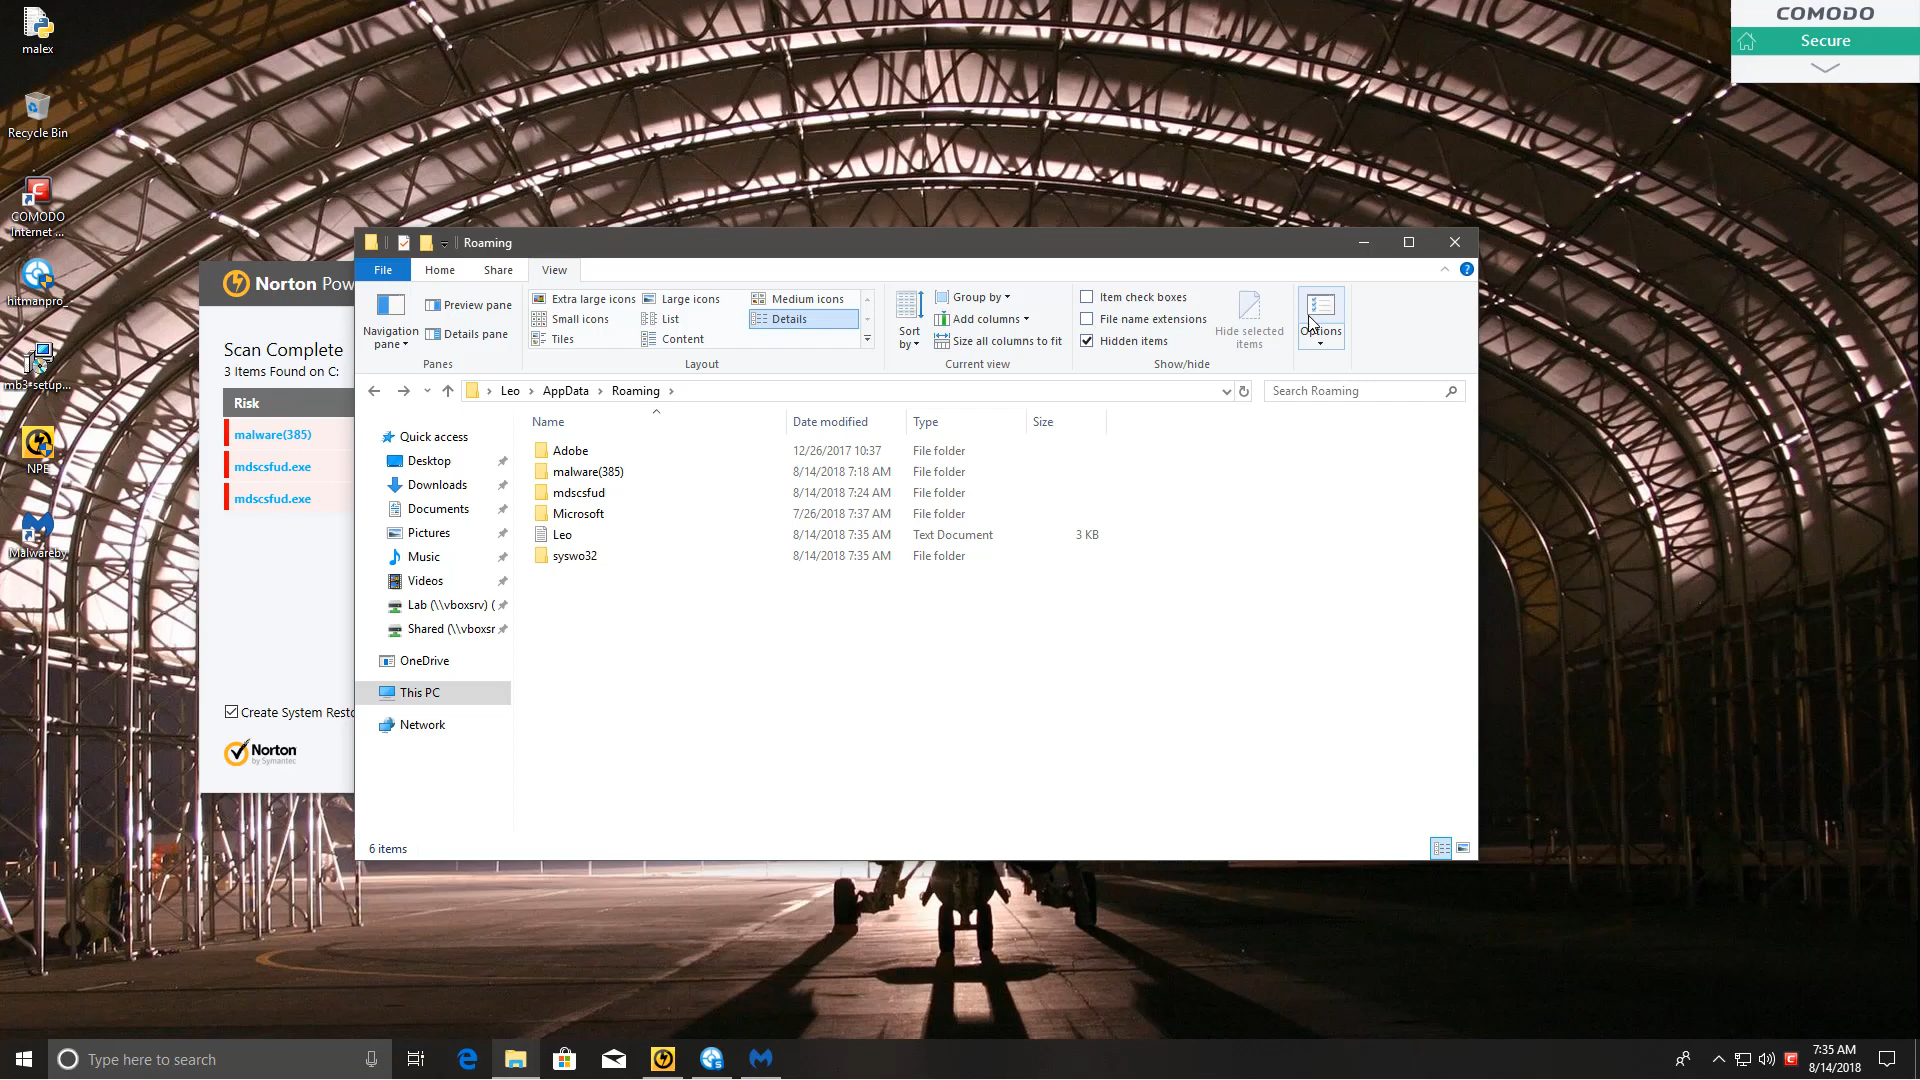 malex
Recycle Bin
COMODO
Internet ...
hitmanpro_
mb3-setup...
NPE
Malwareby
COMODO
Secure
Norton Pow
Scan Complete
3 Items Found on C:
Risk
malware(385)
mdscsfud.exe
mdscsfud.exe
Create System Resto
Norton
by Symantec
Roaming
File
Home
Share
View
Navigation
pane
Preview pane
Details pane
Panes
Extra large icons
Large icons
Medium icons
Small icons
List
Details
Tiles
Content
Layout
Sort
by
Group by
Add columns
Size all columns to fit
Current view
Item check boxes
File name extensions
Hidden items
Hide selected
items
Show/hide
Options
Leo
AppData
Roaming
Search Roaming
Name
Date modified
Type
Size
Adobe 12/26/2017 10:37 File folder
malware(385) 8/14/2018 7:18 AM File folder
mdscsfud 8/14/2018 7:24 AM File folder
Microsoft 7/26/2018 7:37 AM File folder
Leo 8/14/2018 7:35 AM Text Document 3 KB
syswo32 8/14/2018 7:35 AM File folder
Quick access
Desktop
Downloads
Documents
Pictures
Music
Videos
Lab (\\vboxsrv) (
Shared (\\vboxsr
OneDrive
This PC
Network
6 items
Type here to search
7:35 AM
8/14/2018